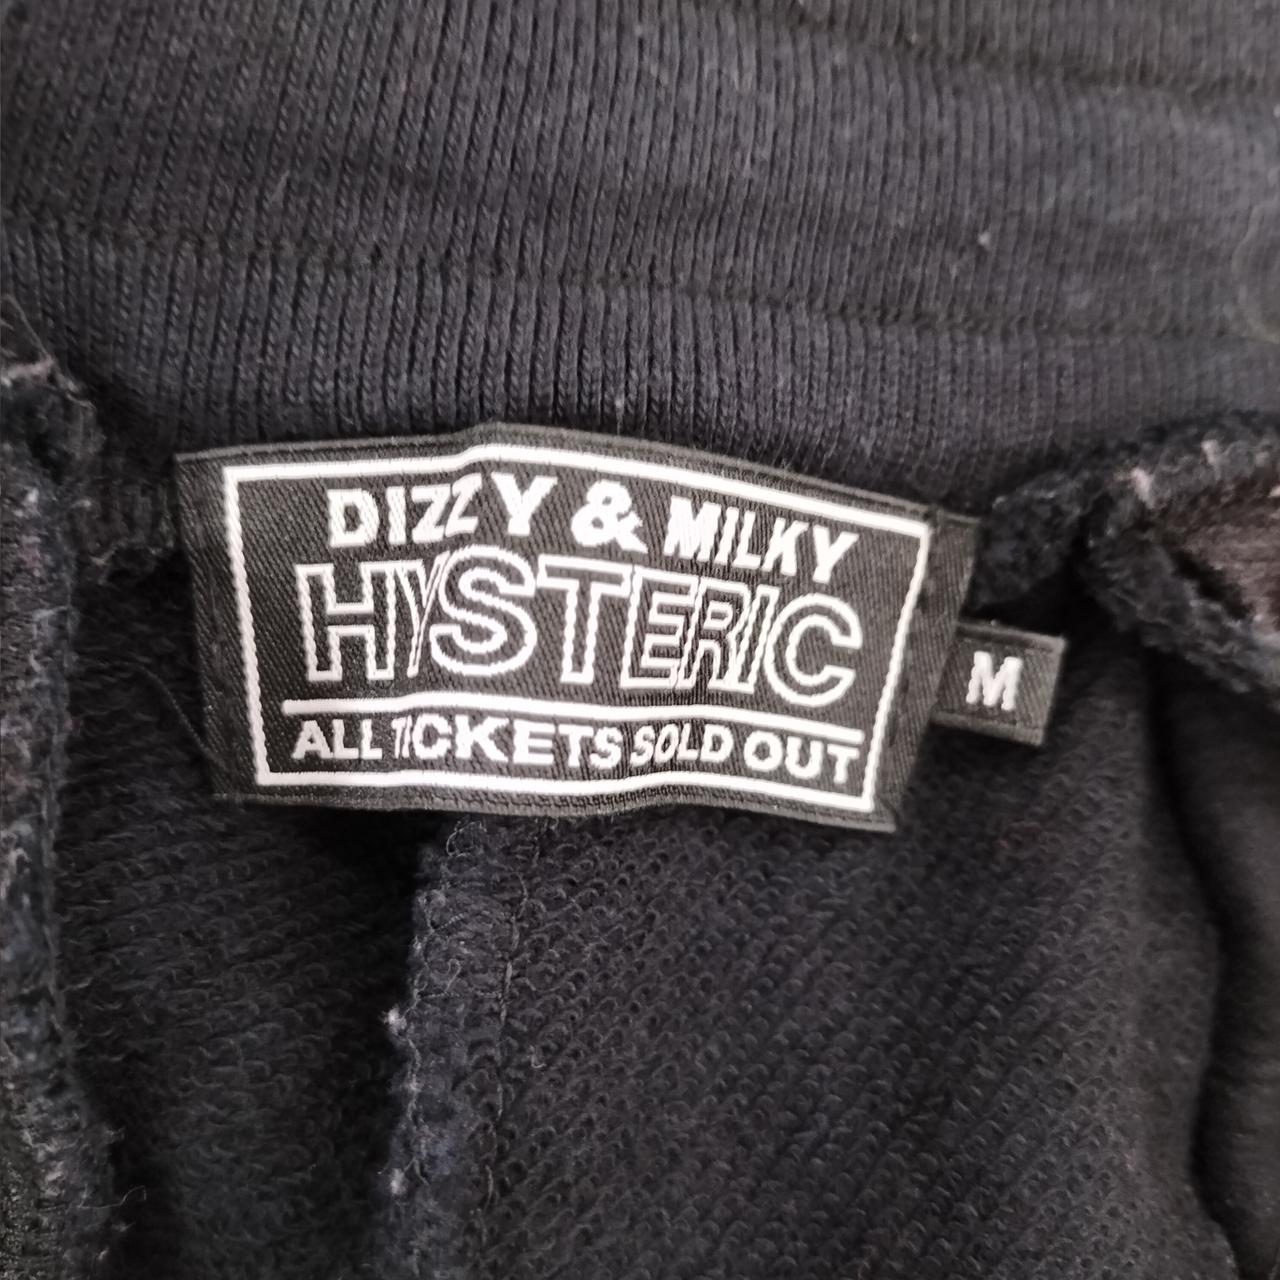 DIZZY & MILKY
HYSTERIC
ALL TICKETS SOLD OUT
M